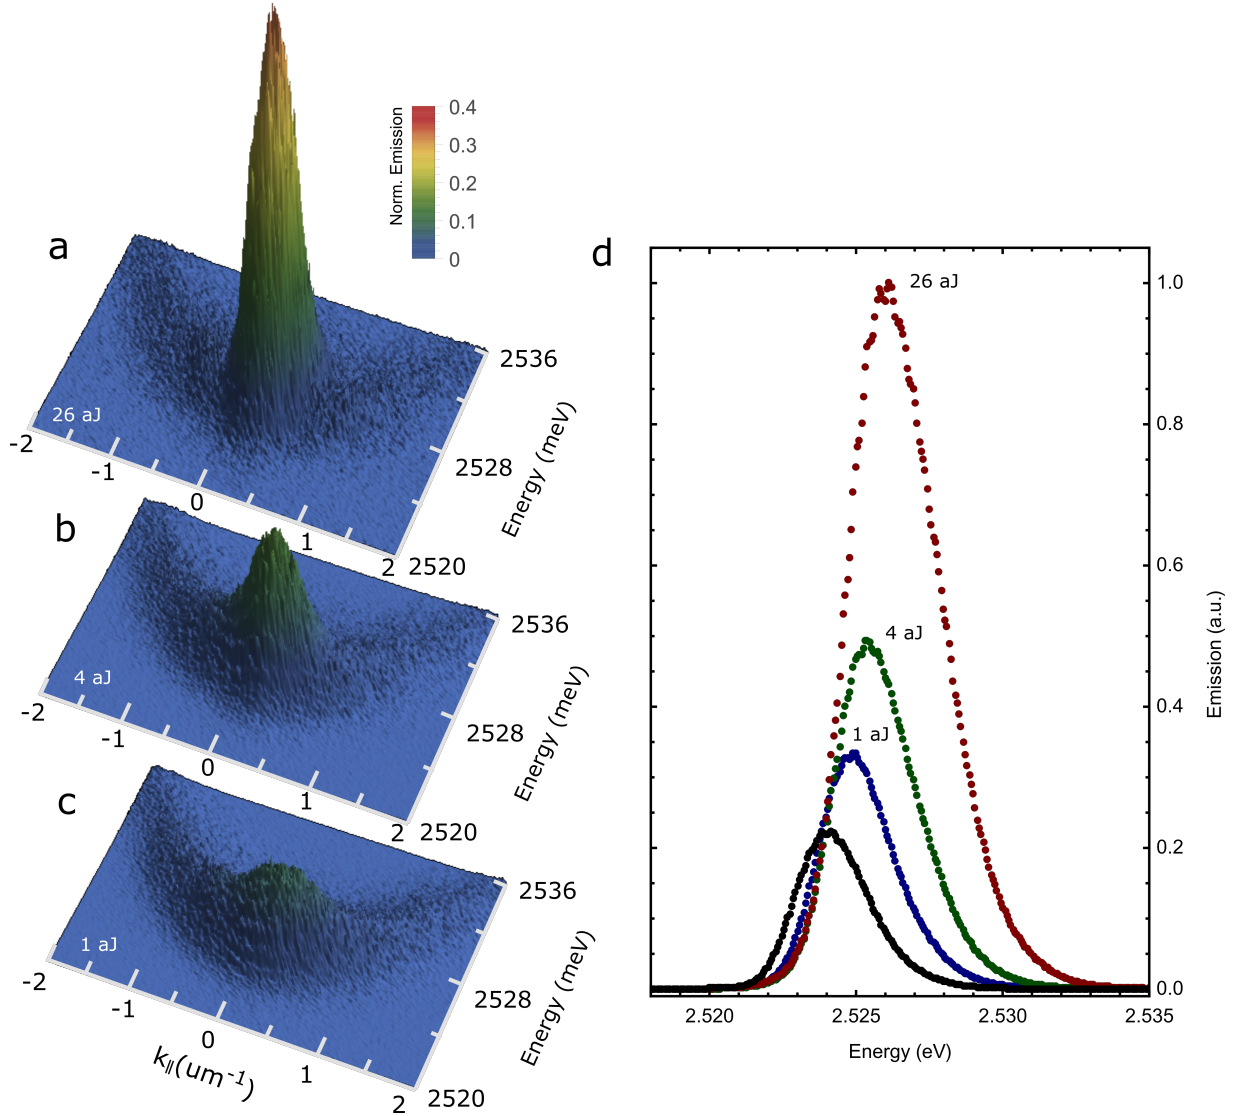 a
Norm. Emission
0.4
0.3
0.2
0.1
0
26 aJ
-2
-1
0
1
2
2520
2528
2536
Energy (meV)
b
4 aJ
-2
-1
0
1
2
2520
2528
2536
Energy (meV)
c
1 aJ
-2
-1
0
1
2
2520
2528
2536
Energy (meV)
k∥(um⁻¹)
d
26 aJ
4 aJ
1 aJ
1.0
0.8
0.6
0.4
0.2
0.0
Emission (a.u.)
2.520
2.525
2.530
2.535
Energy (eV)